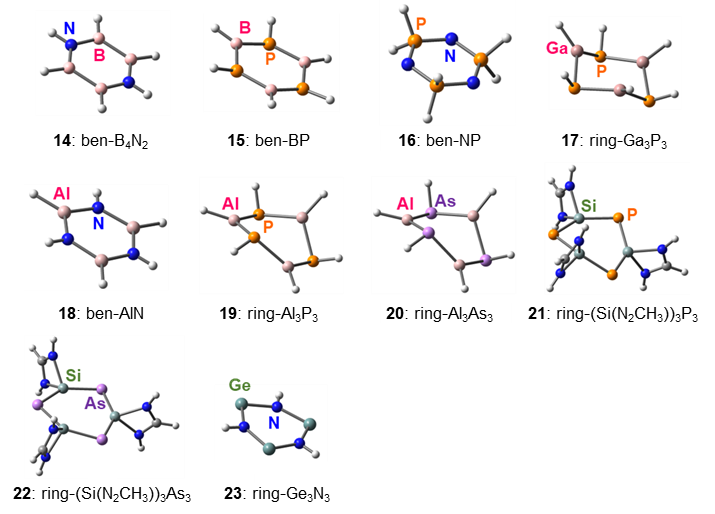 N B B P P N Ga P
14: ben-B₄N₂ 15: ben-BP 16: ben-NP 17: ring-Ga₃P₃
Al N Al P Al As Si P
18: ben-AlN 19: ring-Al₃P₃ 20: ring-Al₃As₃ 21: ring-(Si(N₂CH₃))₃P₃
Si As Ge N
22: ring-(Si(N₂CH₃))₃As₃ 23: ring-Ge₃N₃